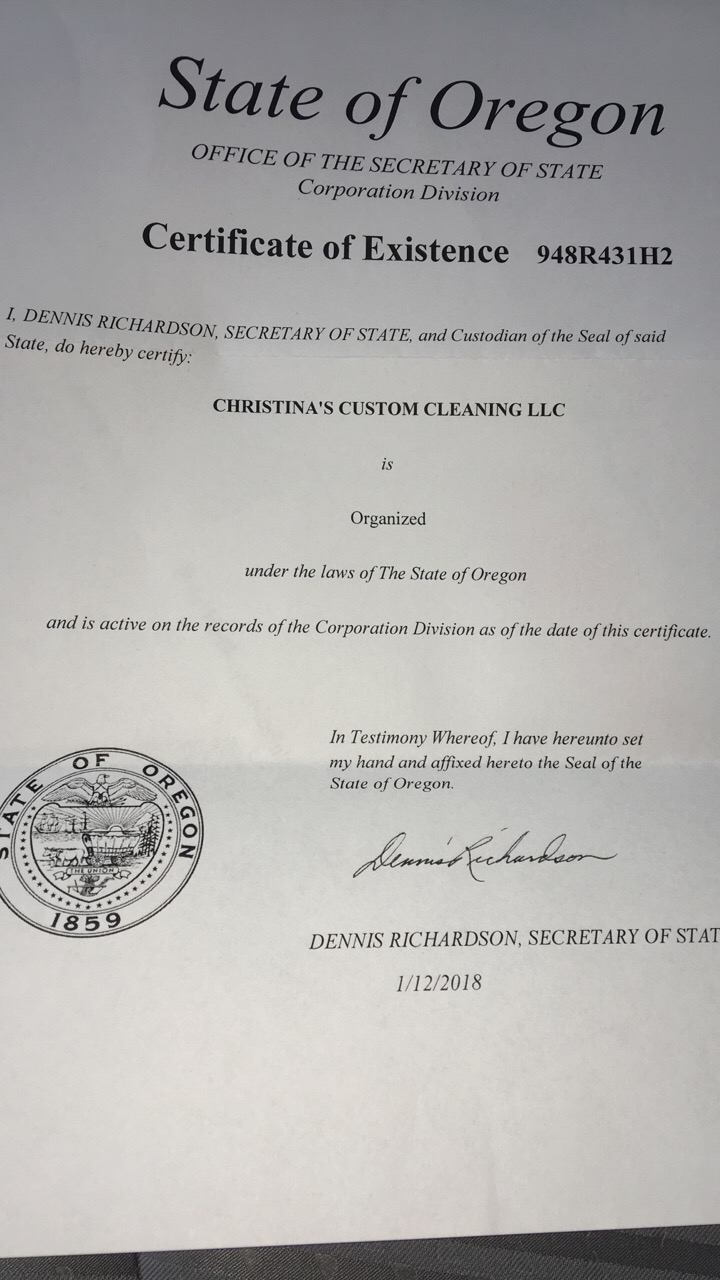 State of Oregon
OFFICE OF THE SECRETARY OF STATE
Corporation Division
Certificate of Existence 948R431H2
I, DENNIS RICHARDSON, SECRETARY OF STATE, and Custodian of the Seal of said
State, do hereby certify:
CHRISTINA'S CUSTOM CLEANING LLC
is
Organized
under the laws of The State of Oregon
and is active on the records of the Corporation Division as of the date of this certificate.
In Testimony Whereof, I have hereunto set
my hand and affixed hereto the Seal of the
State of Oregon.
STATE OF OREGON
THE UNION
1859
Dennis Richardson
DENNIS RICHARDSON, SECRETARY OF STAT
1/12/2018